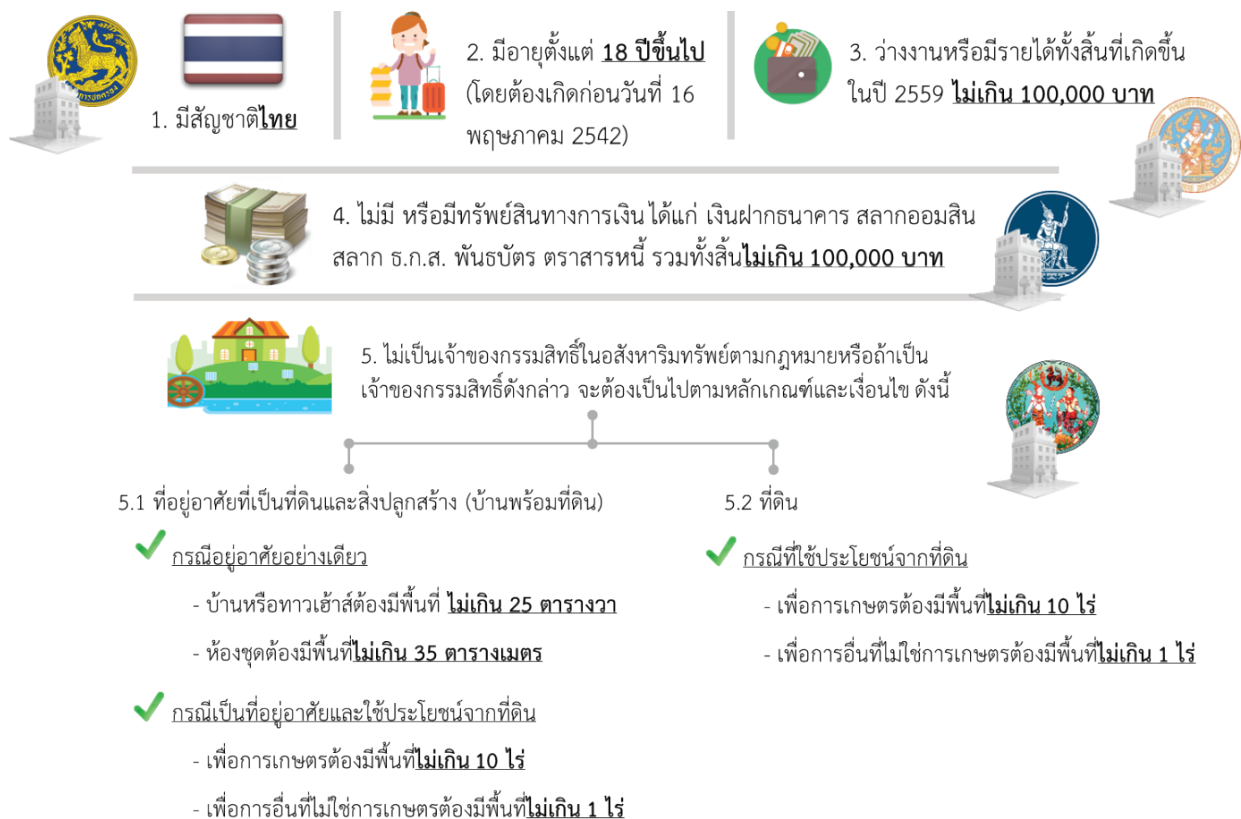 1. มีสัญชาติไทย
2. มีอายุตั้งแต่ 18 ปีขึ้นไป
(โดยต้องเกิดก่อนวันที่ 16
พฤษภาคม 2542)
3. ว่างงานหรือมีรายได้ทั้งสิ้นที่เกิดขึ้น
ในปี 2559 ไม่เกิน 100,000 บาท
4. ไม่มี หรือมีทรัพย์สินทางการเงิน ได้แก่ เงินฝากธนาคาร สลากออมสิน
สลาก ธ.ก.ส. พันธบัตร ตราสารหนี้ รวมทั้งสิ้นไม่เกิน 100,000 บาท
5. ไม่เป็นเจ้าของกรรมสิทธิ์ในอสังหาริมทรัพย์ตามกฎหมายหรือถ้าเป็น
เจ้าของกรรมสิทธิ์ดังกล่าว จะต้องเป็นไปตามหลักเกณฑ์และเงื่อนไข ดังนี้
5.1 ที่อยู่อาศัยที่เป็นที่ดินและสิ่งปลูกสร้าง (บ้านพร้อมที่ดิน)
กรณีอยู่อาศัยอย่างเดียว
- บ้านหรือทาวเฮ้าส์ต้องมีพื้นที่ ไม่เกิน 25 ตารางวา
- ห้องชุดต้องมีพื้นที่ไม่เกิน 35 ตารางเมตร
กรณีเป็นที่อยู่อาศัยและใช้ประโยชน์จากที่ดิน
- เพื่อการเกษตรต้องมีพื้นที่ไม่เกิน 10 ไร่
- เพื่อการอื่นที่ไม่ใช่การเกษตรต้องมีพื้นที่ไม่เกิน 1 ไร่
5.2 ที่ดิน
กรณีที่ใช้ประโยชน์จากที่ดิน
- เพื่อการเกษตรต้องมีพื้นที่ไม่เกิน 10 ไร่
- เพื่อการอื่นที่ไม่ใช่การเกษตรต้องมีพื้นที่ไม่เกิน 1 ไร่